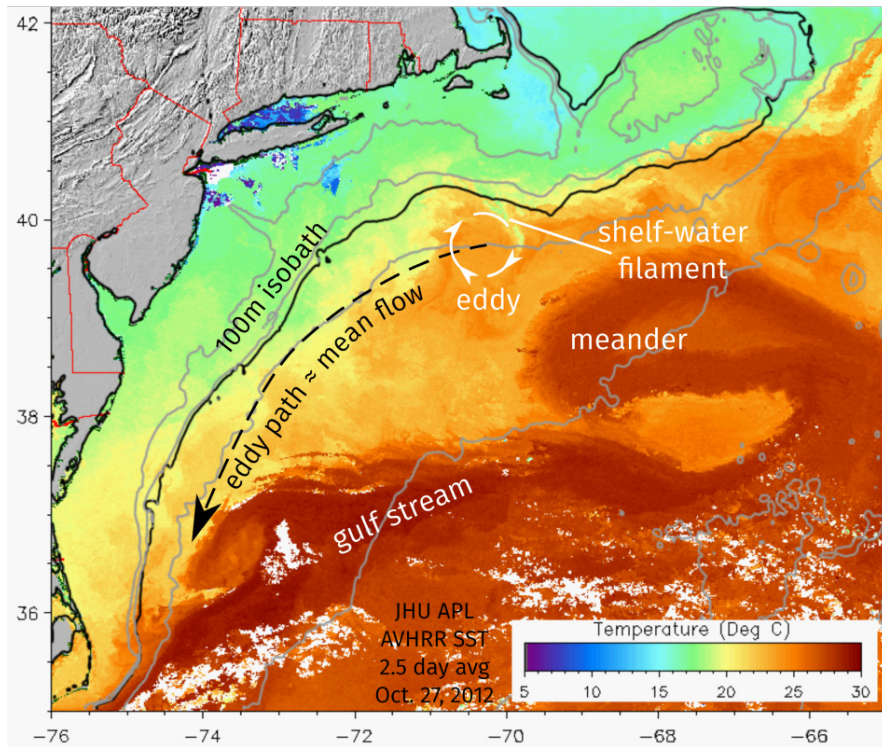 42
40
38
36
100m isobath
eddy path ≈ mean flow
shelf-water
filament
eddy
meander
gulf stream
JHU APL
AVHRR SST
2.5 day avg
Oct. 27, 2012
Temperature (Deg C)
5 10 15 20 25 30
−76 −74 −72 −70 −68 −66